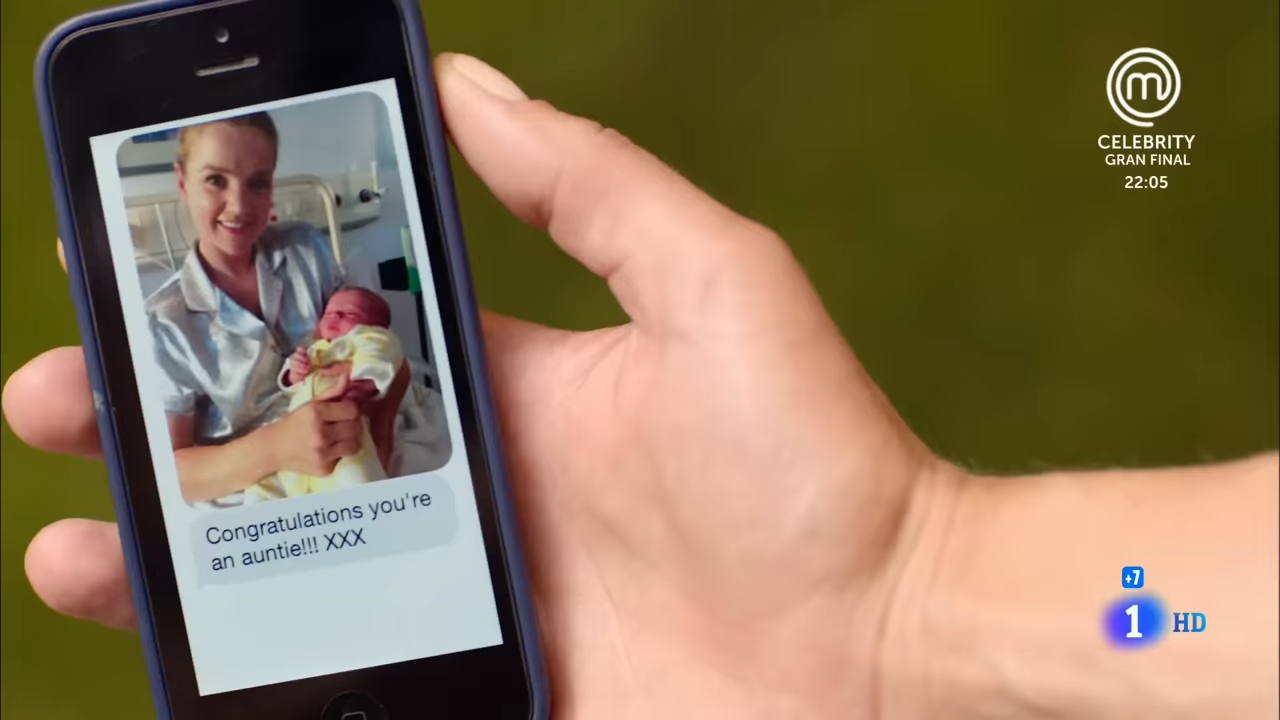 Congratulations you're
an auntie!!! XXX
m
CELEBRITY
GRAN FINAL
22:05
+7
1 HD